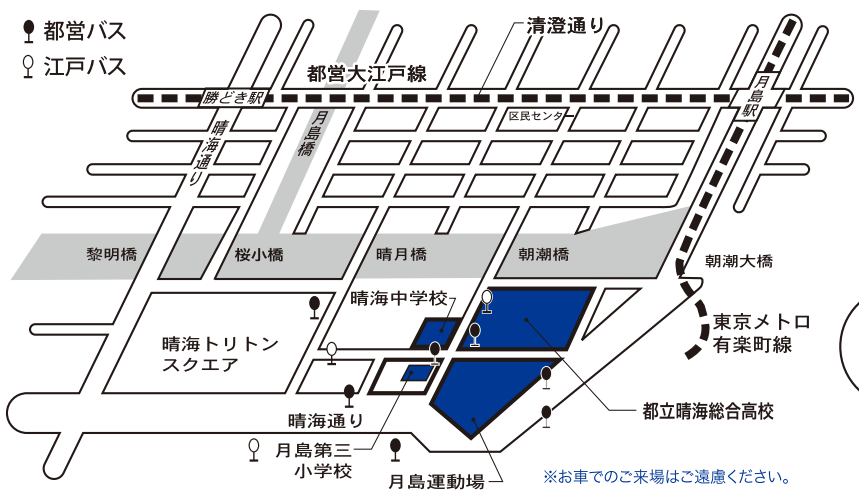 都営バス
江戸バス
清澄通り
都営大江戸線
勝どき駅
月島駅
区民センター
月島橋
晴海通り
黎明橋
桜小橋
晴月橋
朝潮橋
朝潮大橋
晴海中学校
東京メトロ
有楽町線
晴海トリトン
スクエア
都立晴海総合高校
晴海通り
月島第三
小学校
月島運動場
※お車でのご来場はご遠慮ください。